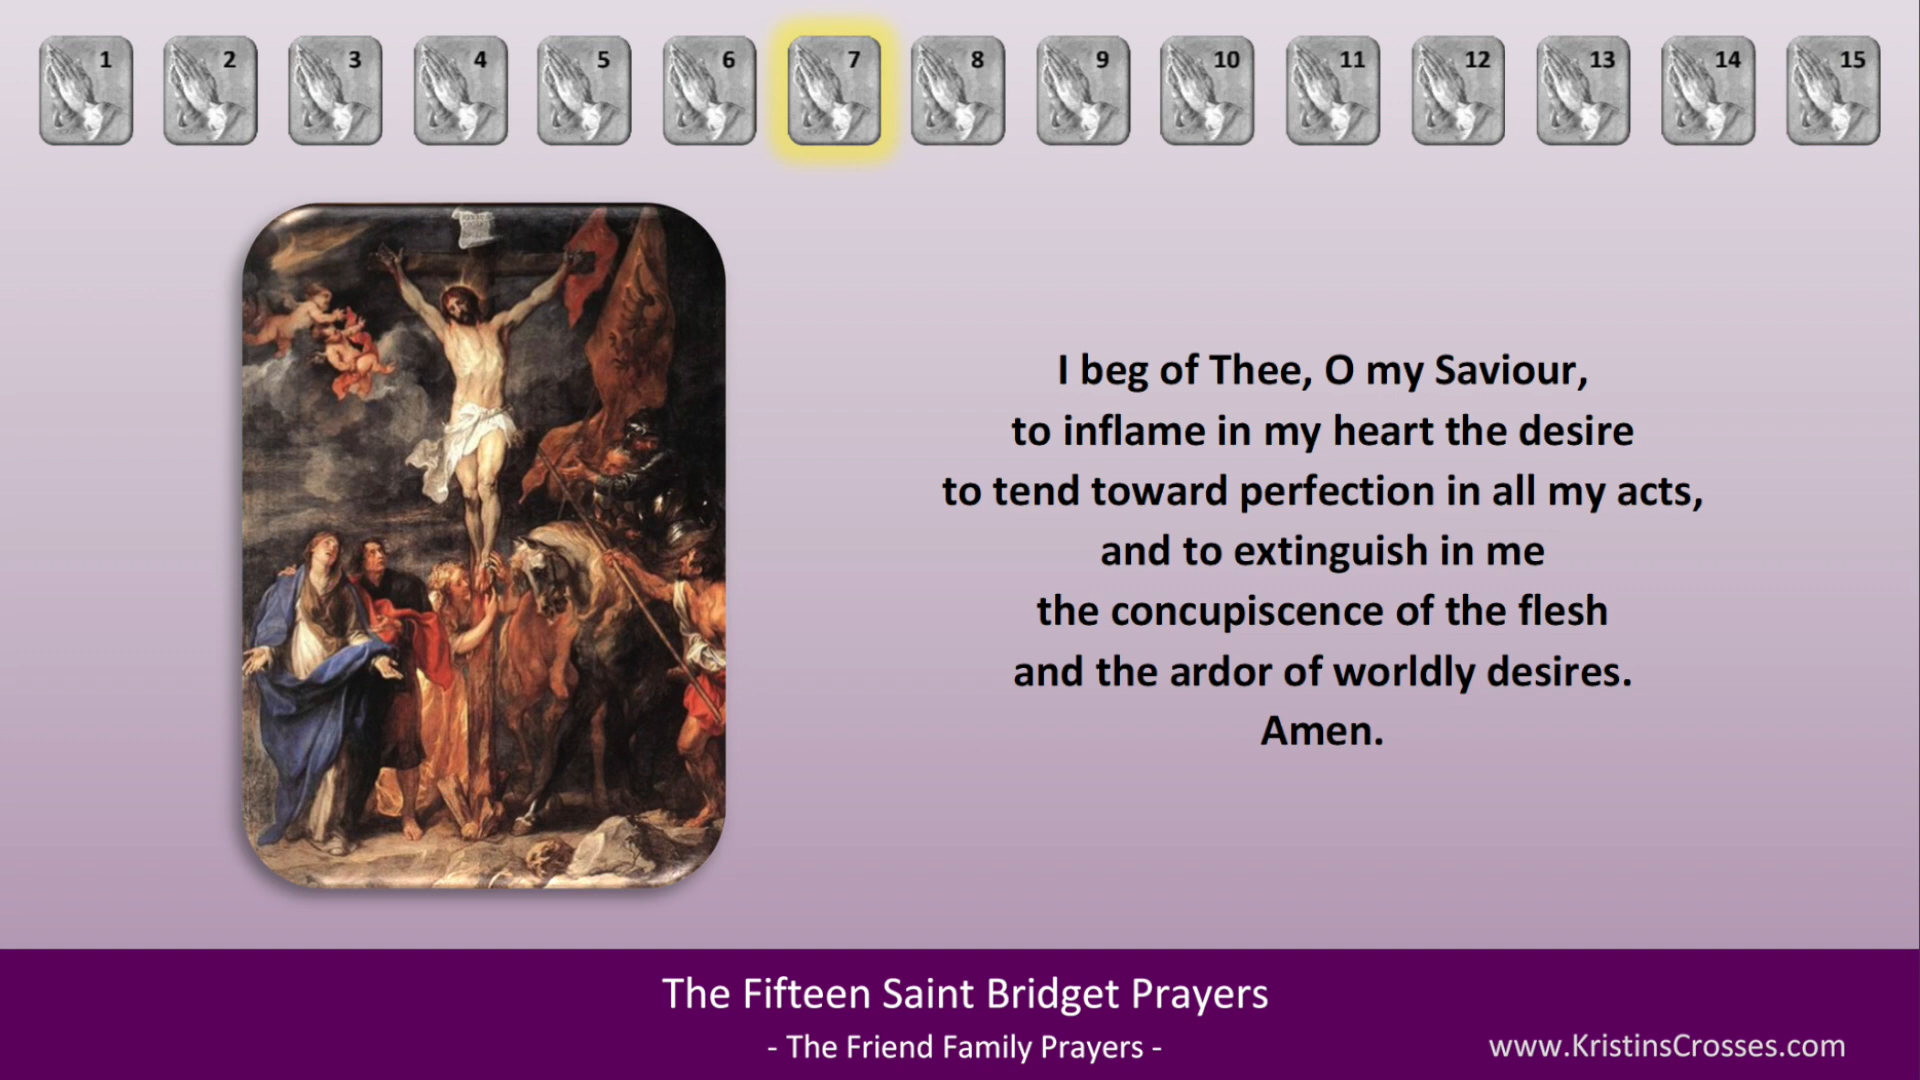 1 2 3 4 5 6 7 8 9 10 11 12 13 14 15
I beg of Thee, O my Saviour,
to inflame in my heart the desire
to tend toward perfection in all my acts,
and to extinguish in me
the concupiscence of the flesh
and the ardor of worldly desires.
Amen.
The Fifteen Saint Bridget Prayers
- The Friend Family Prayers -
www.KristinsCrosses.com